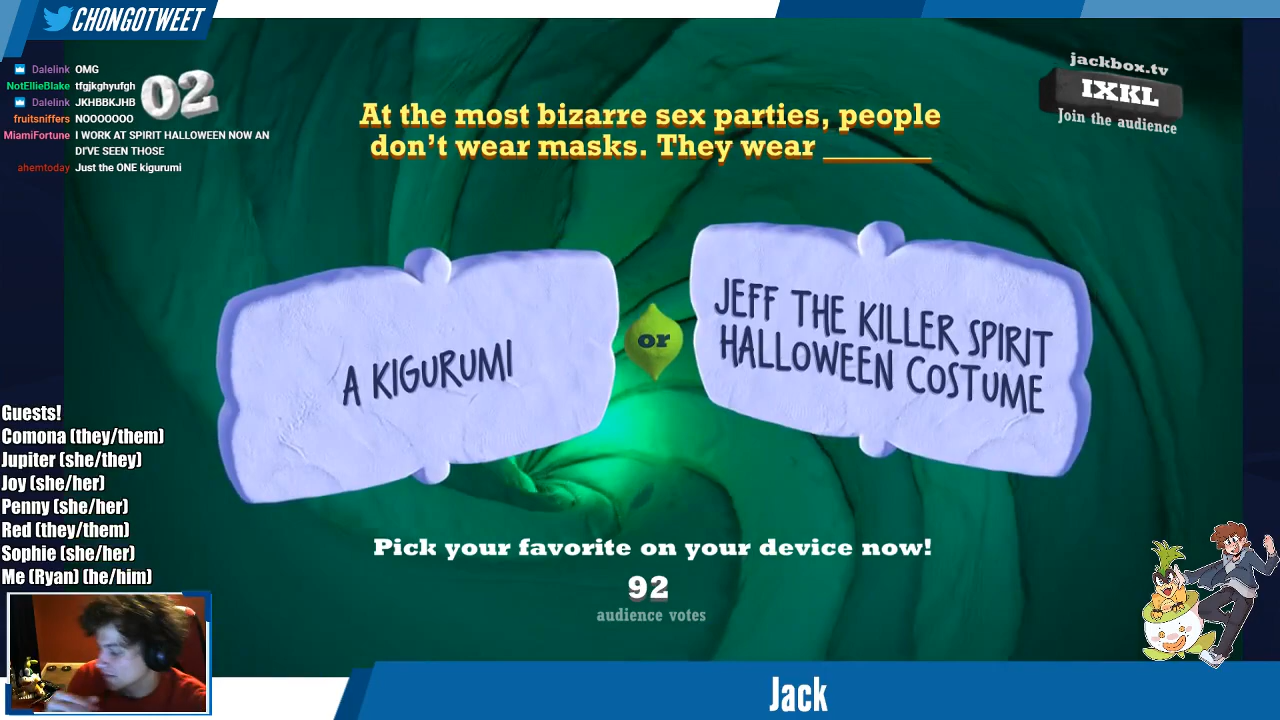 CHONGOTWEET
Dalelink OMG
NotEllieBlake tfgjkghyufgh
Dalelink JKHBBKJHB
fruitsniffers NOOOOOOO
MiamiFortune I WORK AT SPIRIT HALLOWEEN NOW AN
DI'VE SEEN THOSE
ahemtoday Just the ONE kigurumi
02
At the most bizarre sex parties, people
don't wear masks. They wear ________
jackbox.tv
IXKL
Join the audience
A KIGURUMI
or
JEFF THE KILLER SPIRIT
HALLOWEEN COSTUME
Guests!
Comona (they/them)
Jupiter (she/they)
Joy (she/her)
Penny (she/her)
Red (they/them)
Sophie (she/her)
Me (Ryan) (he/him)
Pick your favorite on your device now!
92
audience votes
Jack